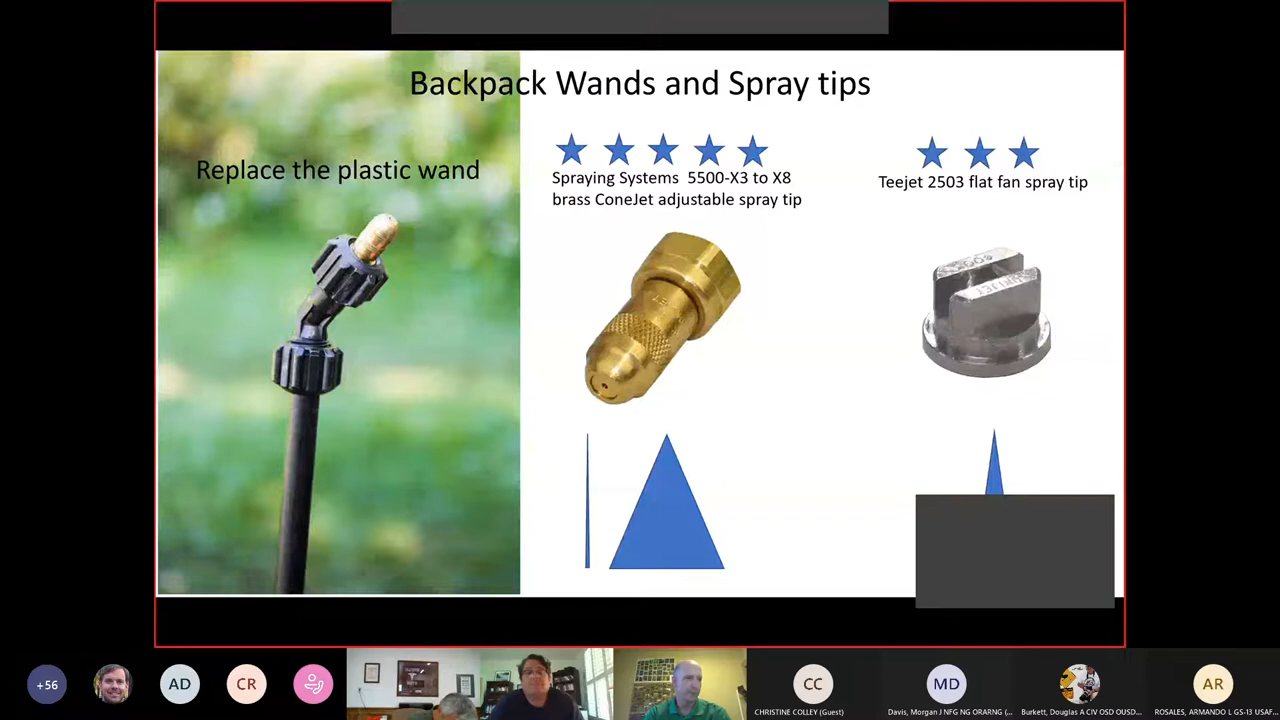 Backpack Wands and Spray tips
Replace the plastic wand
Spraying Systems 5500-X3 to X8
brass ConeJet adjustable spray tip
Teejet 2503 flat fan spray tip
+56
AD
CR
CC
MD
AR
CHRISTINE COLLEY (Guest)
Davis, Morgan J NFG NG ORARNG (...
Burkett, Douglas A CIV OSD OUSD...
ROSALES, ARMANDO L GS-13 USAF...